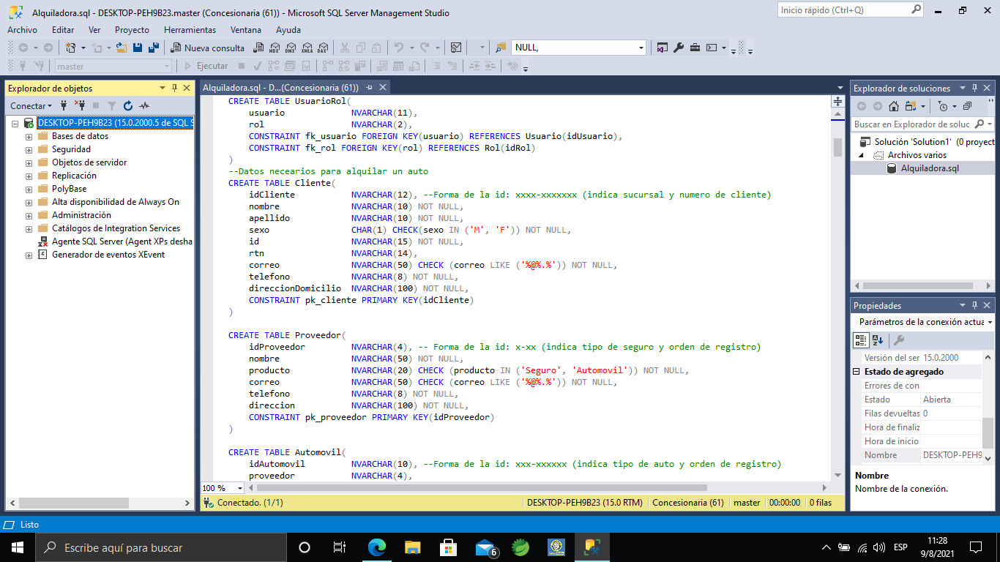 Alquiladora.sql - DESKTOP-PEH9B23.master (Concesionaria (61)) - Microsoft SQL Server Management Studio
Inicio rápido (Ctrl+Q)
Archivo Editar Ver Proyecto Herramientas Ventana Ayuda
Nueva consulta MDX DMX XMLA DAX NULL,
master Ejecutar
Explorador de objetos
Conectar
DESKTOP-PEH9B23 (15.0.2000.5 de SQL S
Bases de datos
Seguridad
Objetos de servidor
Replicación
PolyBase
Alta disponibilidad de Always On
Administración
Catálogos de Integration Services
Agente SQL Server (Agent XPs desha
Generador de eventos XEvent
Alquiladora.sql - D...(Concesionaria (61))
CREATE TABLE UsuarioRol(
usuario NVARCHAR(11),
rol NVARCHAR(2),
CONSTRAINT fk_usuario FOREIGN KEY(usuario) REFERENCES Usuario(idUsuario),
CONSTRAINT fk_rol FOREIGN KEY(rol) REFERENCES Rol(idRol)
)
--Datos necearios para alquilar un auto
CREATE TABLE Cliente(
idCliente NVARCHAR(12), --Forma de la id: xxxx-xxxxxxx (indica sucursal y numero de cliente)
nombre NVARCHAR(10) NOT NULL,
apellido NVARCHAR(10) NOT NULL,
sexo CHAR(1) CHECK(sexo IN ('M', 'F')) NOT NULL,
id NVARCHAR(15) NOT NULL,
rtn NVARCHAR(14),
correo NVARCHAR(50) CHECK (correo LIKE ('%@%.%')) NOT NULL,
telefono NVARCHAR(8) NOT NULL,
direccionDomicilio NVARCHAR(100) NOT NULL,
CONSTRAINT pk_cliente PRIMARY KEY(idCliente)
)
CREATE TABLE Proveedor(
idProveedor NVARCHAR(4), -- Forma de la id: x-xx (indica tipo de seguro y orden de registro)
nombre NVARCHAR(50) NOT NULL,
producto NVARCHAR(20) CHECK (producto IN ('Seguro', 'Automovil')) NOT NULL,
correo NVARCHAR(50) CHECK (correo LIKE ('%@%.%')) NOT NULL,
telefono NVARCHAR(8) NOT NULL,
direccion NVARCHAR(100) NOT NULL,
CONSTRAINT pk_proveedor PRIMARY KEY(idProveedor)
)
CREATE TABLE Automovil(
idAutomovil NVARCHAR(10), --Forma de la id: xxx-xxxxxx (indica tipo de auto y orden de registro)
proveedor NVARCHAR(4),
100 %
Conectado. (1/1) DESKTOP-PEH9B23 (15.0 RTM) Concesionaria (61) master 00:00:00 0 filas
Explorador de soluciones
Buscar en Explorador de soluc
Solución 'Solution1' (0 proyect
Archivos varios
Alquiladora.sql
Propiedades
Parámetros de la conexión actua
Versión del ser 15.0.2000
Estado de agregado
Errores de con
Estado Abierta
Filas devueltas 0
Hora de finaliz
Hora de inicio
Nombre DESKTOP-PEH9
Nombre
Nombre de la conexión.
Listo
Escribe aquí para buscar
6
ESP
11:28
9/8/2021